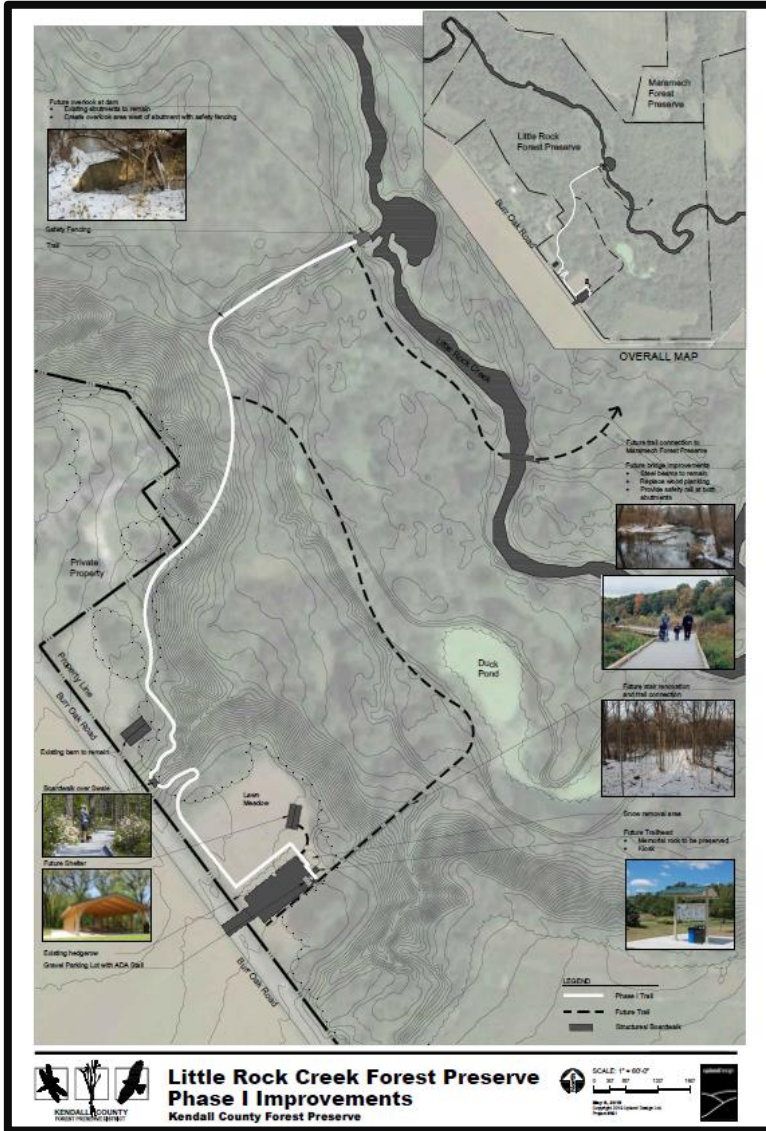 Future overlook at dam
• Existing abutments to remain
• Create overlook area west of abutment with safety fencing
Safety Fencing
Trail
Maramech
Forest
Preserve
Little Rock
Forest Preserve
Burr Oak Road
OVERALL MAP
Little Rock Creek
Future trail connection to
Maramech Forest Preserve
Future bridge improvements
• Steel beams to remain
• Replace wood planking
• Provide safety rail at both
abutments
Private
Property
Property Line
Burr Oak Road
Duck
Pond
Future stair renovation
and trail connection
Existing barn to remain
Boardwalk over Swale
Lawn
Meadow
Snow removal area
Future Shelter
Future Trailhead
• Memorial rock to be preserved
• Kiosk
Existing hedgerow
Gravel Parking Lot with ADA Stall
Burr Oak Road
LEGEND
Phase I Trail
Future Trail
Structures/ Boardwalk
KENDALL COUNTY
FOREST PRESERVE DISTRICT
Little Rock Creek Forest Preserve
Phase I Improvements
Kendall County Forest Preserve
SCALE: 1" = 60'-0"